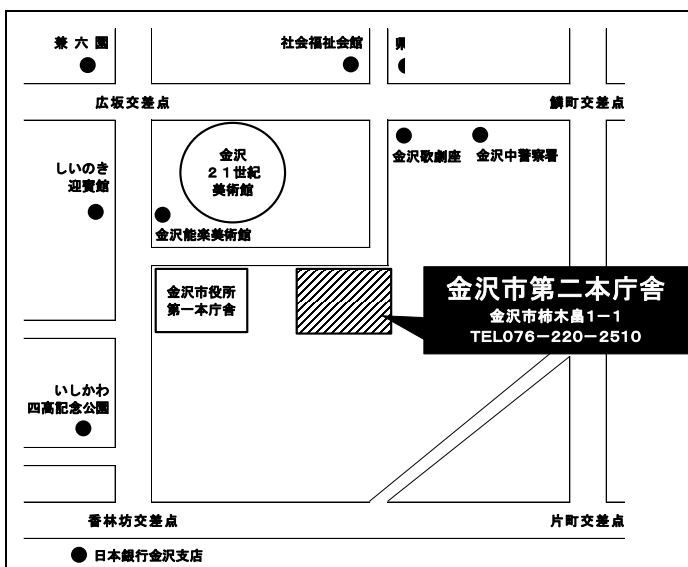 兼六園
社会福祉会館
広坂交差点
鱗町交差点
金沢
21世紀
美術館
金沢歌劇座
金沢中警察署
しいのき
迎賓館
金沢能楽美術館
金沢市役所
第一本庁舎
金沢市第二本庁舎
金沢市柿木畠1−1
TEL076−220−2510
いしかわ
四高記念公園
香林坊交差点
片町交差点
日本銀行金沢支店